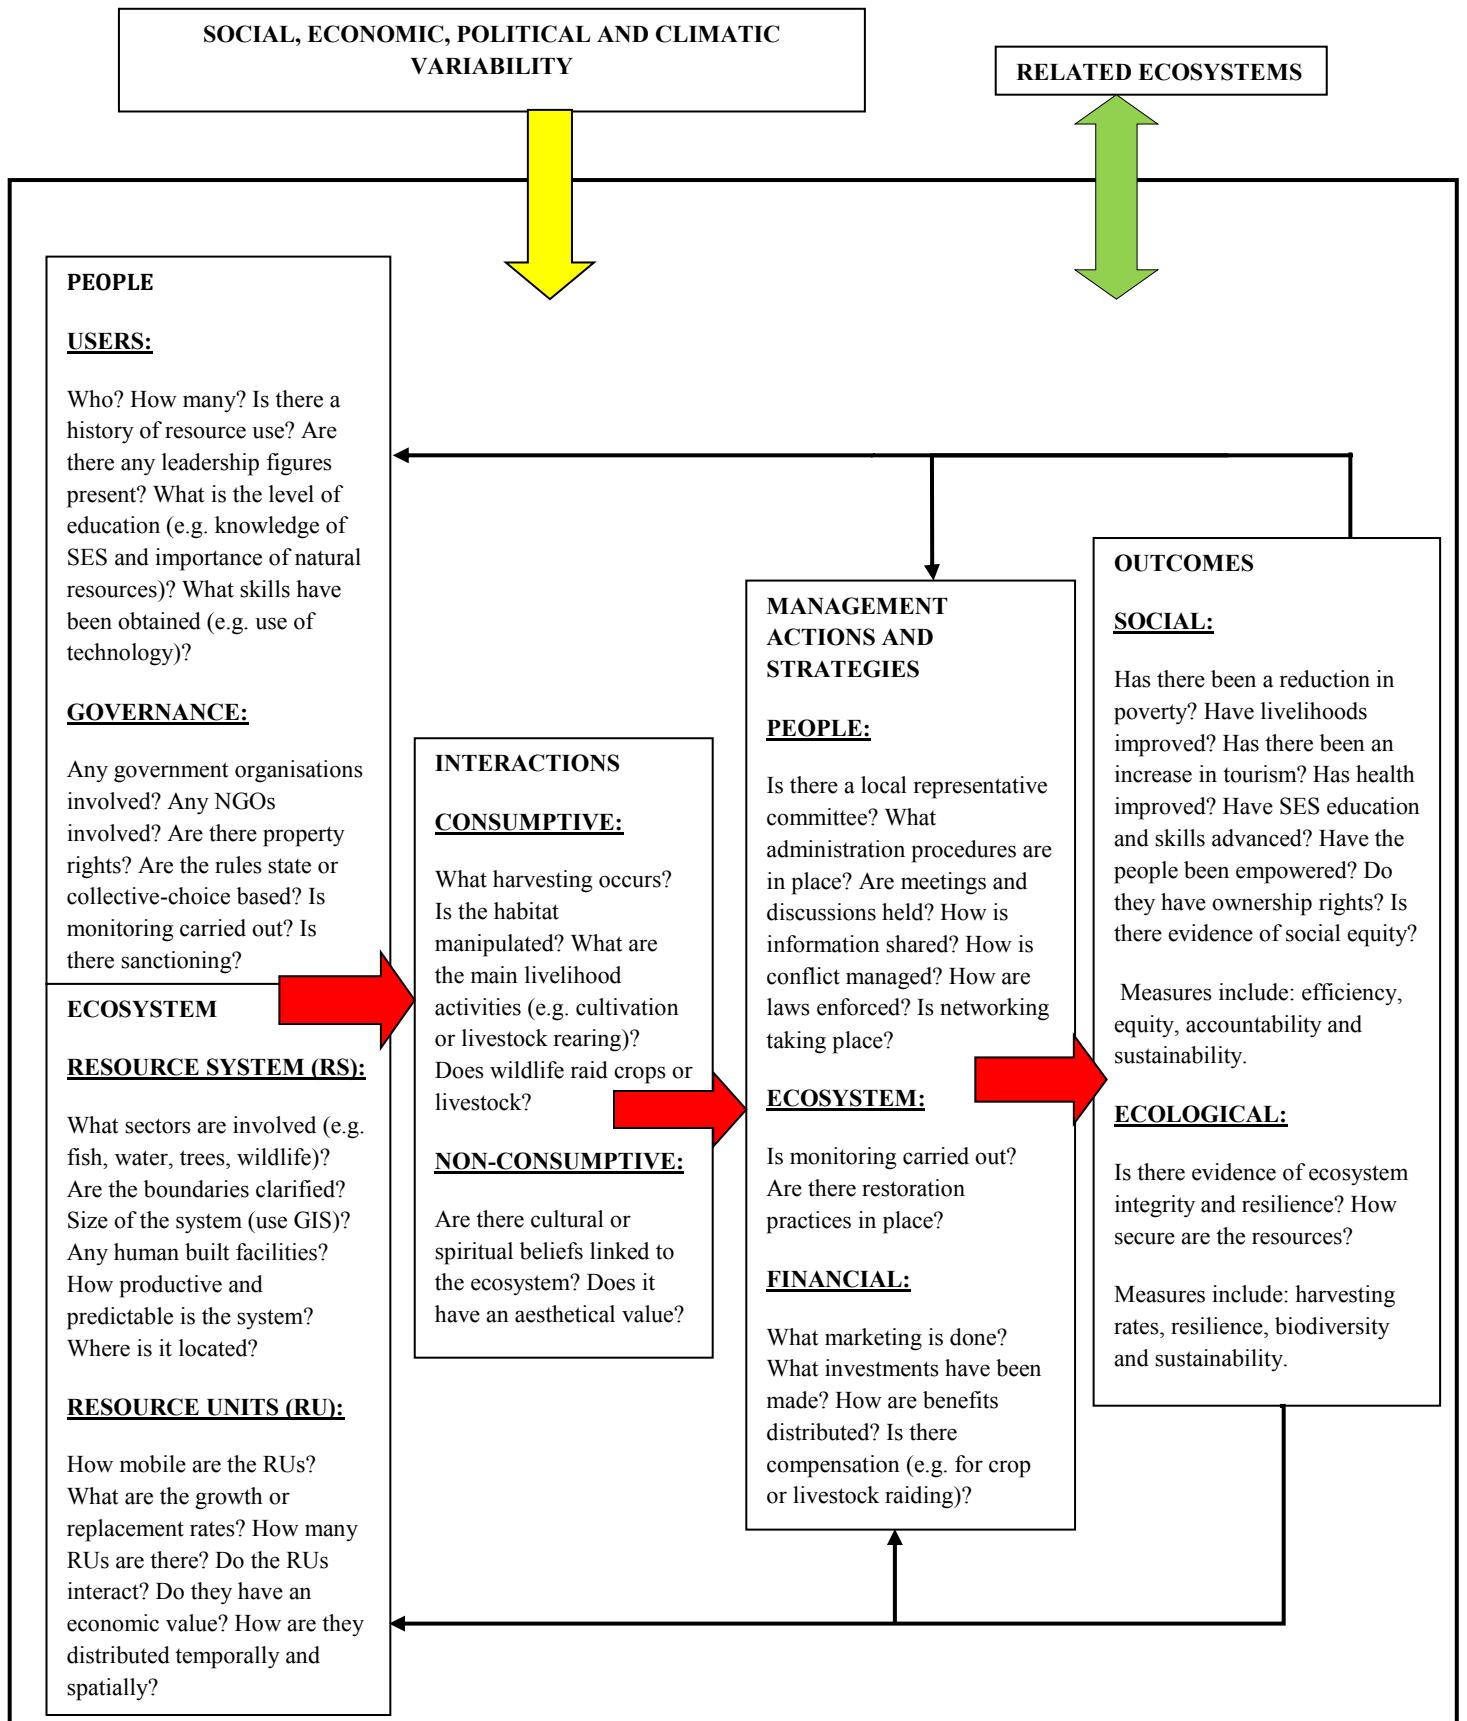 SOCIAL, ECONOMIC, POLITICAL AND CLIMATIC
VARIABILITY
RELATED ECOSYSTEMS
PEOPLE
USERS:
Who? How many? Is there a
history of resource use? Are
there any leadership figures
present? What is the level of
education (e.g. knowledge of
SES and importance of natural
resources)? What skills have
been obtained (e.g. use of
technology)?
GOVERNANCE:
Any government organisations
involved? Any NGOs
involved? Are there property
rights? Are the rules state or
collective-choice based? Is
monitoring carried out? Is
there sanctioning?
ECOSYSTEM
RESOURCE SYSTEM (RS):
What sectors are involved (e.g.
fish, water, trees, wildlife)?
Are the boundaries clarified?
Size of the system (use GIS)?
Any human built facilities?
How productive and
predictable is the system?
Where is it located?
RESOURCE UNITS (RU):
How mobile are the RUs?
What are the growth or
replacement rates? How many
RUs are there? Do the RUs
interact? Do they have an
economic value? How are they
distributed temporally and
spatially?
INTERACTIONS
CONSUMPTIVE:
What harvesting occurs?
Is the habitat
manipulated? What are
the main livelihood
activities (e.g. cultivation
or livestock rearing)?
Does wildlife raid crops or
livestock?
NON-CONSUMPTIVE:
Are there cultural or
spiritual beliefs linked to
the ecosystem? Does it
have an aesthetical value?
MANAGEMENT
ACTIONS AND
STRATEGIES
PEOPLE:
Is there a local representative
committee? What
administration procedures are
in place? Are meetings and
discussions held? How is
information shared? How is
conflict managed? How are
laws enforced? Is networking
taking place?
ECOSYSTEM:
Is monitoring carried out?
Are there restoration
practices in place?
FINANCIAL:
What marketing is done?
What investments have been
made? How are benefits
distributed? Is there
compensation (e.g. for crop
or livestock raiding)?
OUTCOMES
SOCIAL:
Has there been a reduction in
poverty? Have livelihoods
improved? Has there been an
increase in tourism? Has health
improved? Have SES education
and skills advanced? Have the
people been empowered? Do
they have ownership rights? Is
there evidence of social equity?
Measures include: efficiency,
equity, accountability and
sustainability.
ECOLOGICAL:
Is there evidence of ecosystem
integrity and resilience? How
secure are the resources?
Measures include: harvesting
rates, resilience, biodiversity
and sustainability.